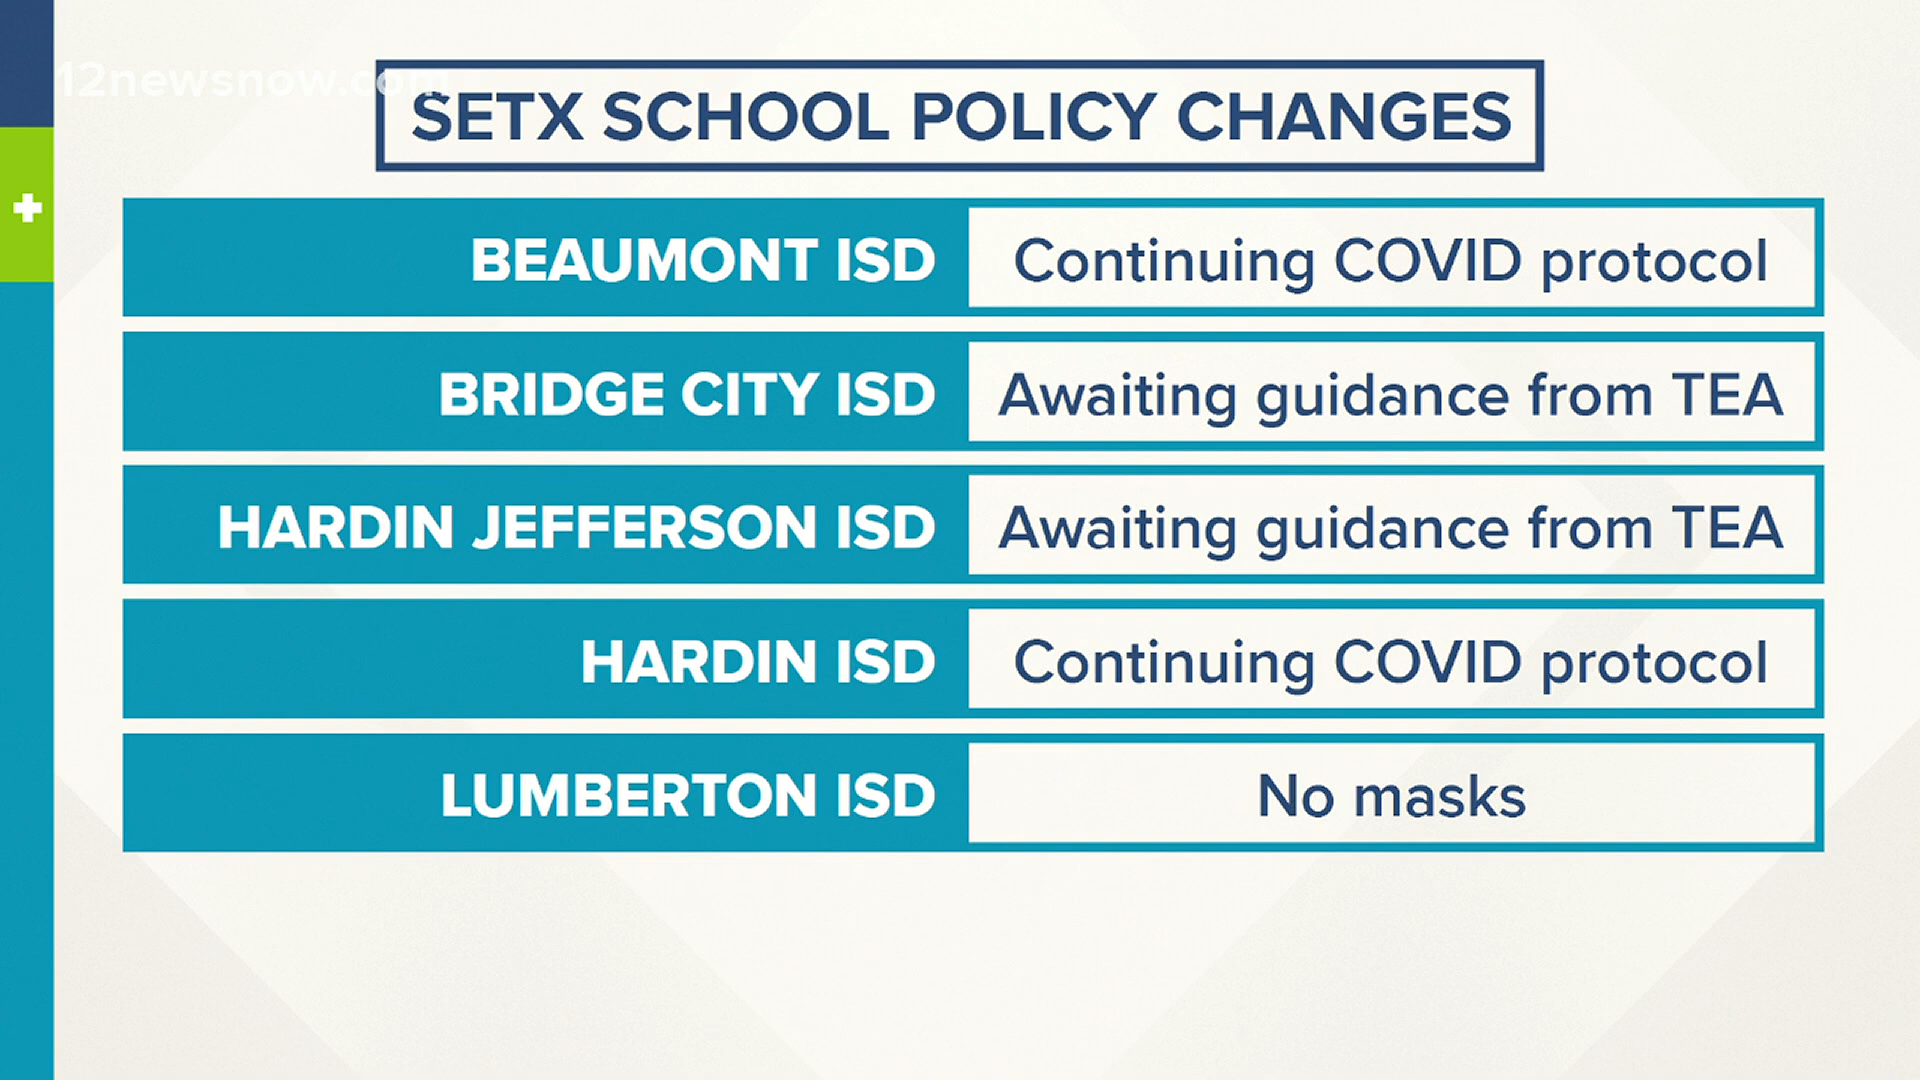 12newsnow.com
SETX SCHOOL POLICY CHANGES
BEAUMONT ISD Continuing COVID protocol
BRIDGE CITY ISD Awaiting guidance from TEA
HARDIN JEFFERSON ISD Awaiting guidance from TEA
HARDIN ISD Continuing COVID protocol
LUMBERTON ISD No masks